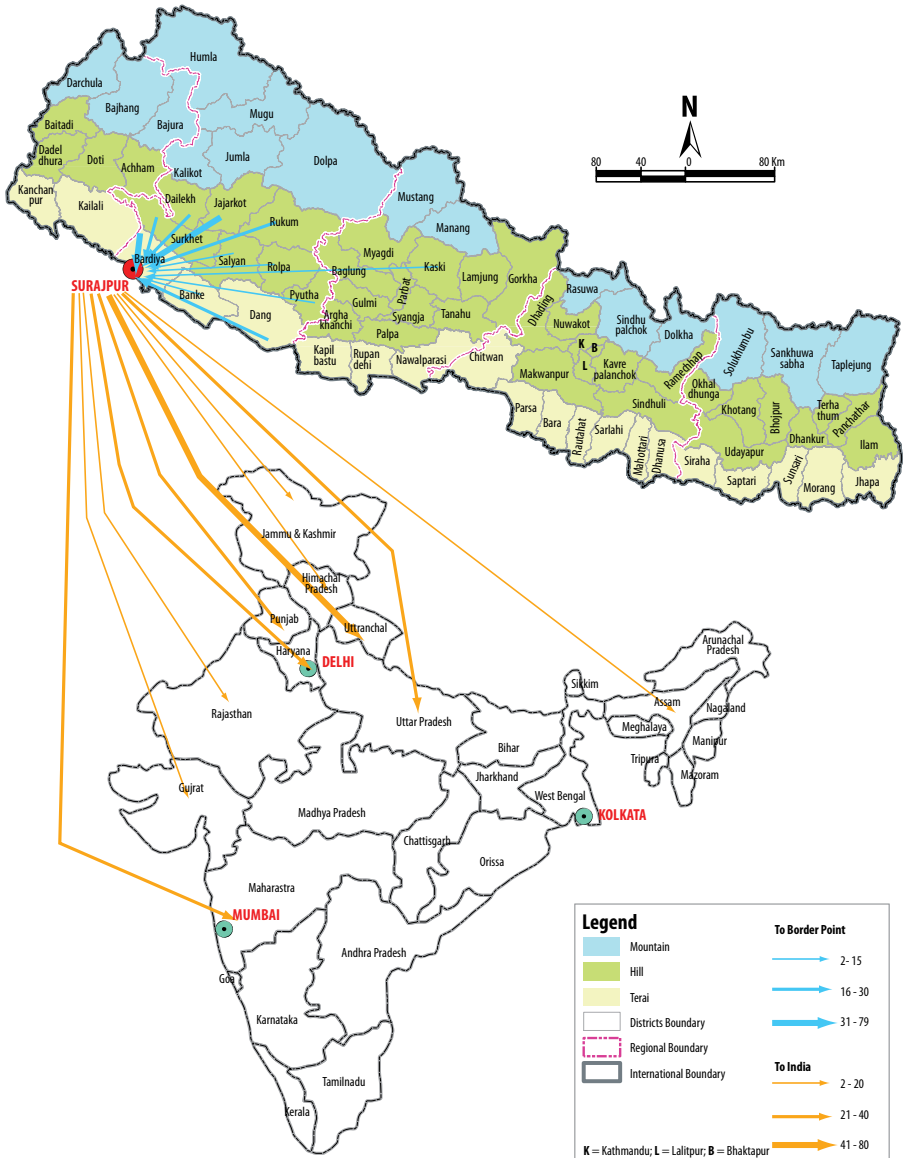 Humla
Darchula
Bajhang
Mugu
Bajura
Baitadi
Dadel
dhura
Doti
Achham
Kalikot
Jumla
Dolpa
Kanchan
pur
Kailali
Dailekh
Jajarkot
Rukum
Mustang
Manang
Surkhet
Bardiya
Salyan
Rolpa
Myagdi
Baglung
Parbat
Kaski
Lamjung
Gorkha
SURAJPUR
Banke
Dang
Pyutha
Gulmi
Argha
khanchi
Syangja
Tanahu
Palpa
Dhading
Rasuwa
Nuwakot
Sindhu
palchok
Dolkha
Kapil
bastu
Rupan
dehi
Nawalparasi
Chitwan
Makwanpur
K
B
L
Kavre
palanchok
Ramechhap
Sindhuli
Okhal
dhunga
Solukhumbu
Sankhuwa
sabha
Taplejung
Khotang
Bhojpur
Terha
thum
Panchathar
Dhankur
Ilam
Udayapur
Parsa
Bara
Rautahat
Sarlahi
Mahottari
Dhanusa
Siraha
Saptari
Sunsari
Morang
Jhapa
N
80 40 0 80 Km
Jammu & Kashmir
Himachal
Pradesh
Punjab
Uttranchal
Haryana
DELHI
Rajasthan
Uttar Pradesh
Sikkim
Arunachal
Pradesh
Assam
Nagaland
Meghalaya
Manipur
Tripura
Mazoram
Bihar
Jharkhand
West Bengal
KOLKATA
Gujrat
Madhya Pradesh
Chattisgarh
Orissa
Maharastra
MUMBAI
Andhra Pradesh
Goa
Karnataka
Tamilnadu
Kerala
Legend
Mountain
Hill
Terai
Districts Boundary
Regional Boundary
International Boundary
K = Kathmandu; L = Lalitpur; B = Bhaktapur
To Border Point
2- 15
16 - 30
31 - 79
To India
2 - 20
21 - 40
41 - 80